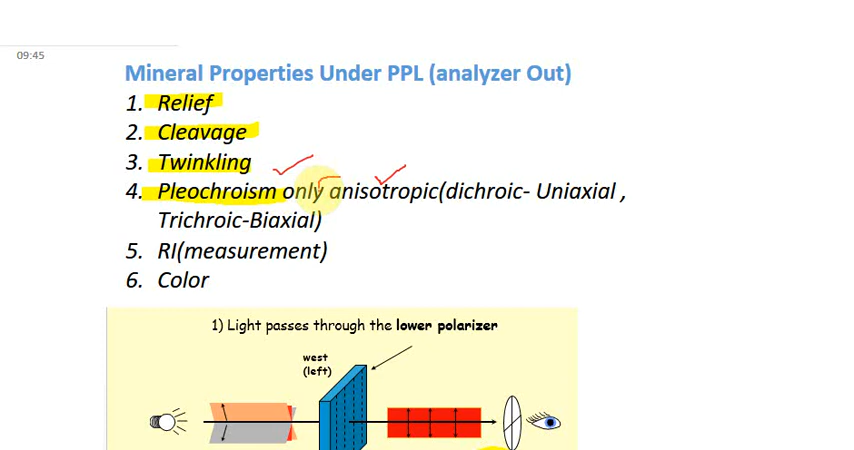 09:45
Mineral Properties Under PPL (analyzer Out)
1. Relief
2. Cleavage
3. Twinkling
4. Pleochroism only anisotropic(dichroic- Uniaxial ,
Trichroic-Biaxial)
5. RI(measurement)
6. Color
1) Light passes through the lower polarizer
west
(left)